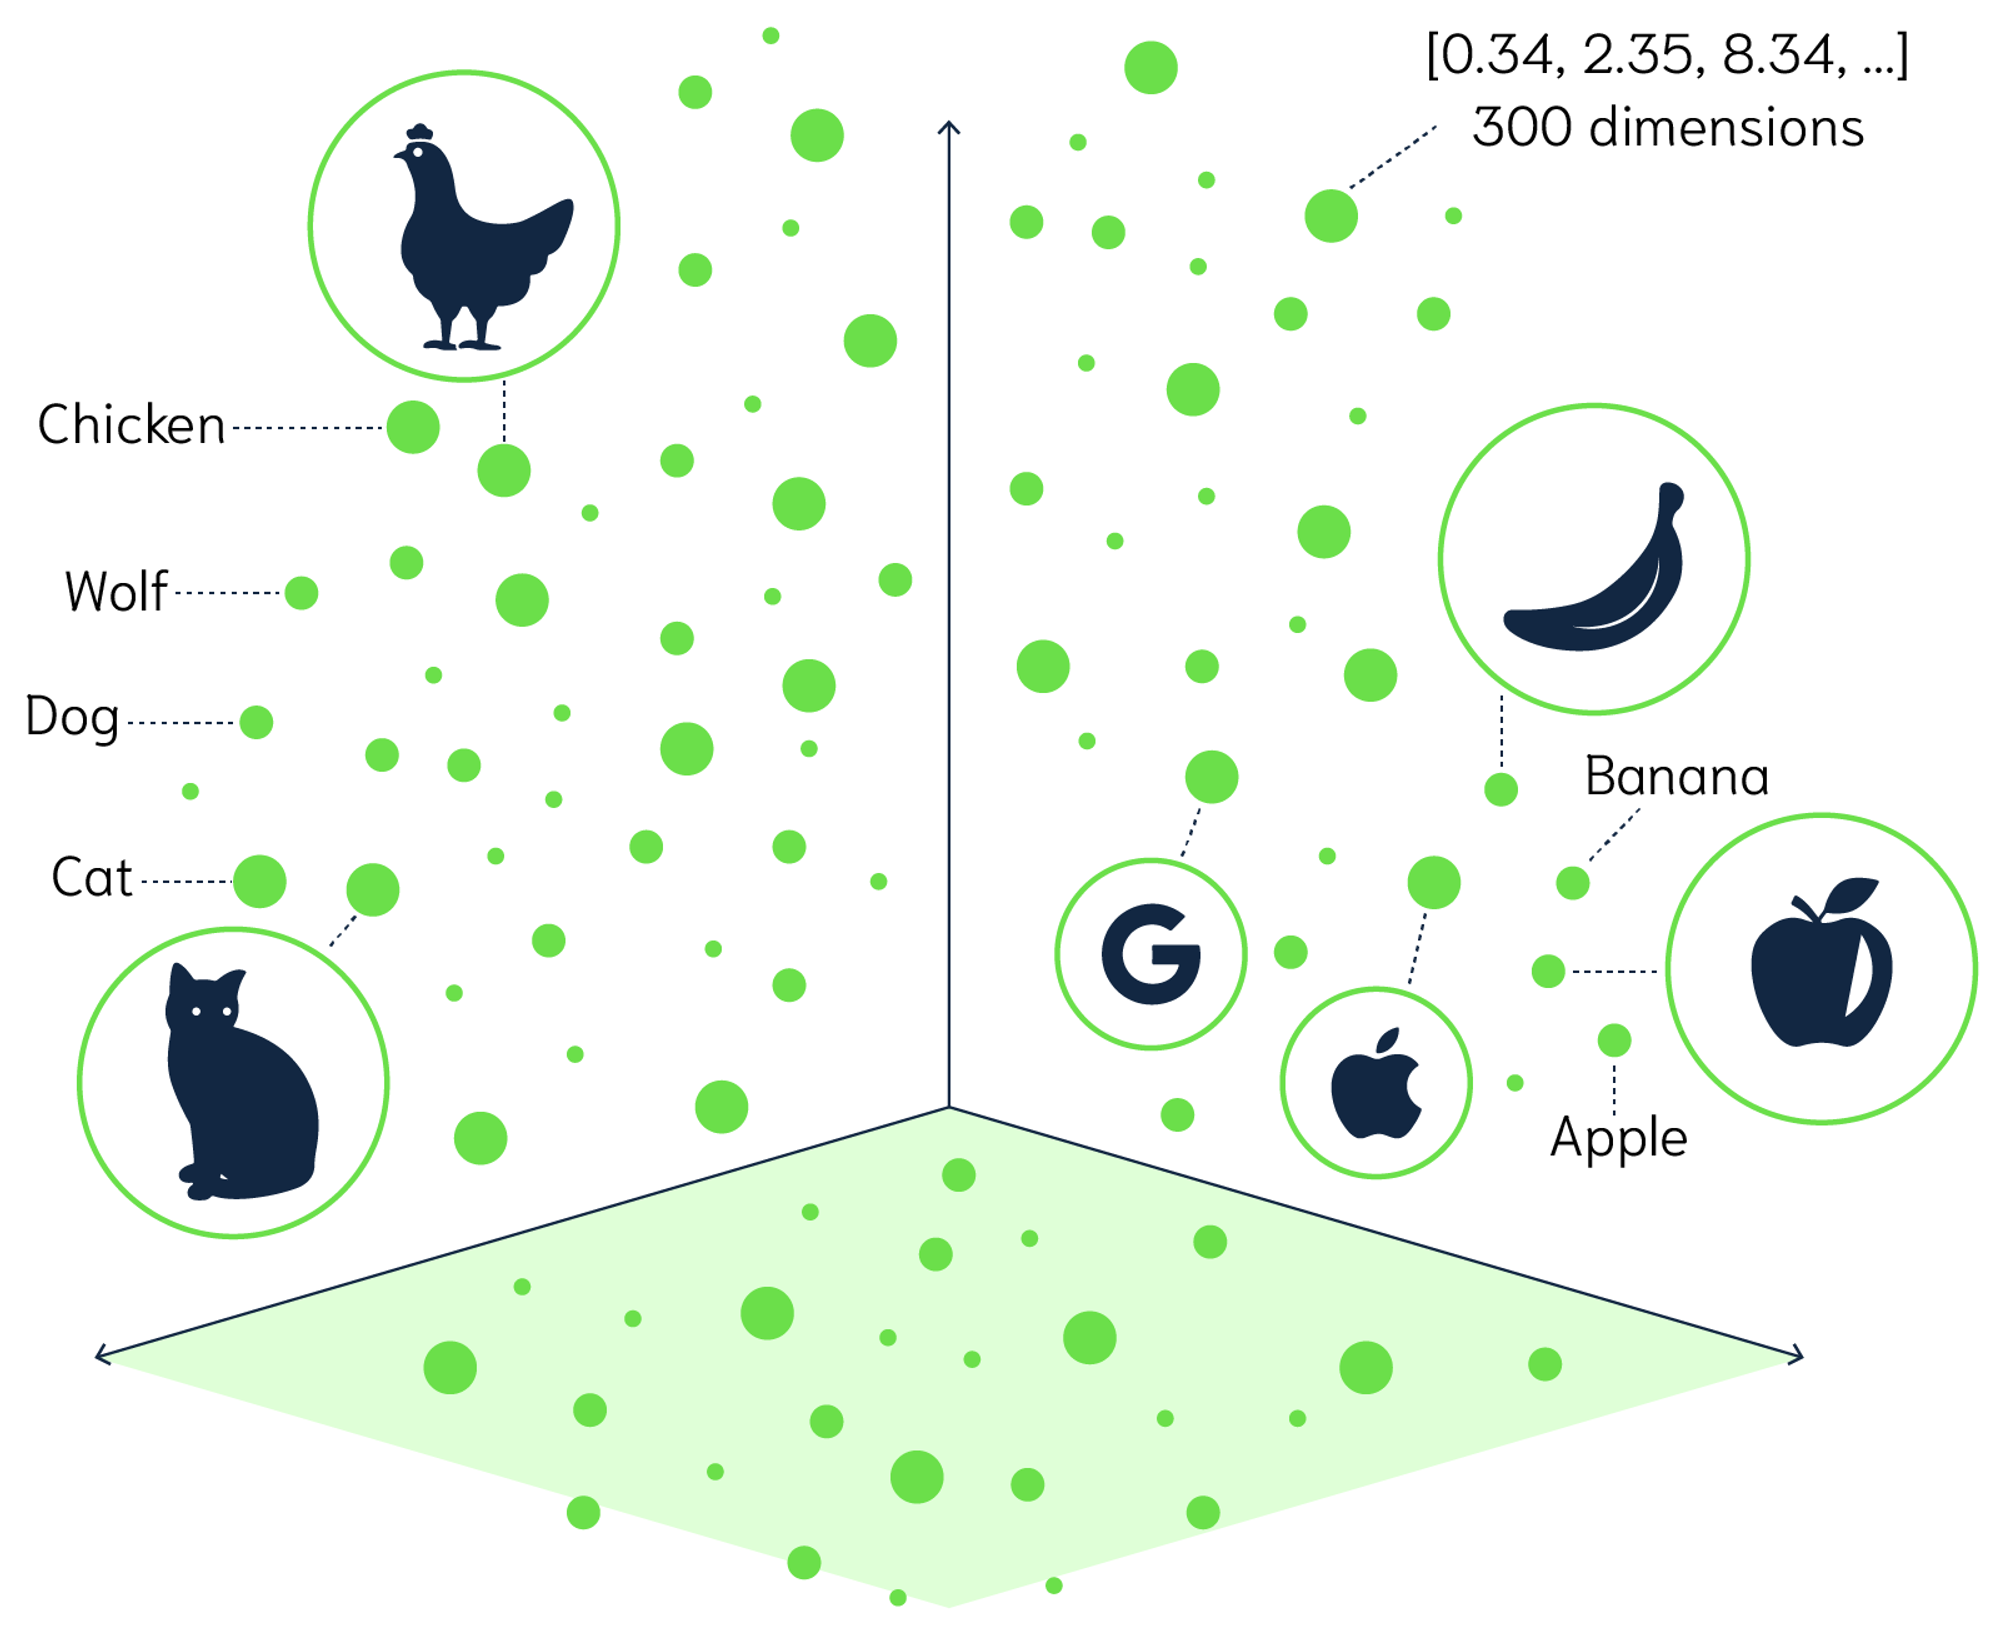 [0.34, 2.35, 8.34, ...]
300 dimensions
Chicken
Wolf
Dog
Banana
Cat
G
Apple